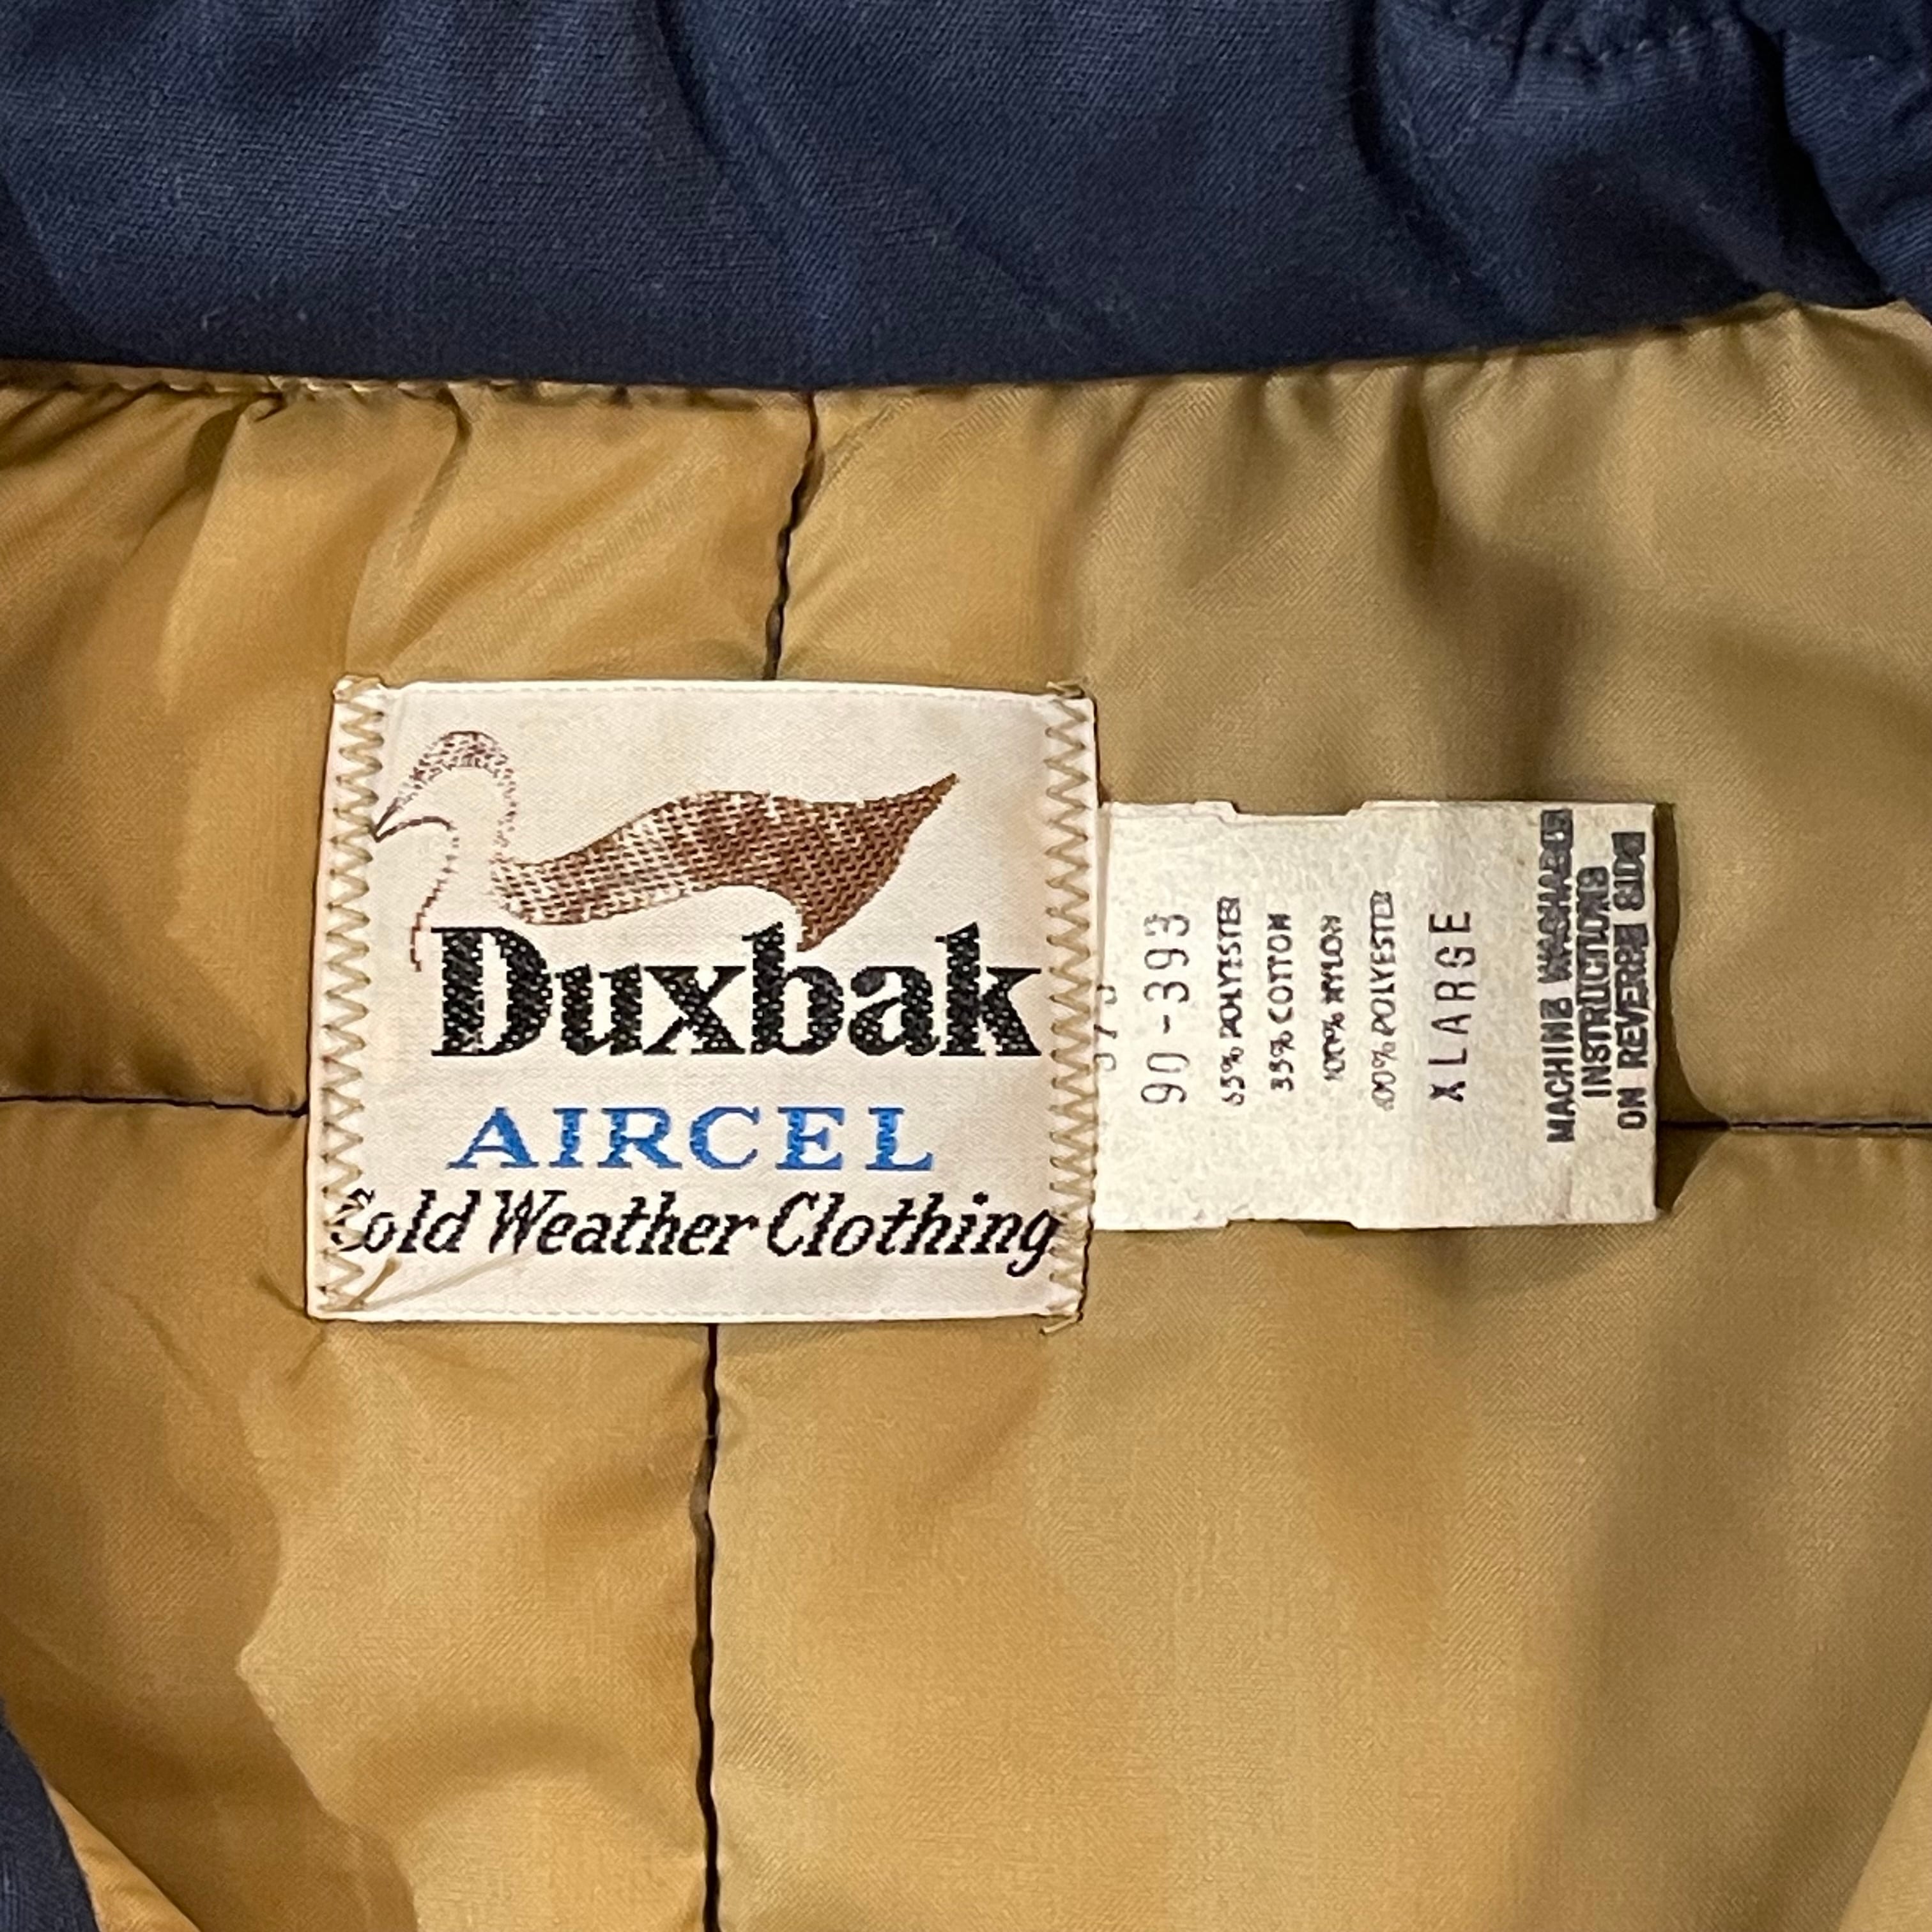 Duxbak
AIRCEL
Cold Weather Clothing
90-393
65% POLYESTER
35% COTTON
100% NYLON
100% POLYESTER
XLARGE
MACHINE WASHABLE
INSTRUCTIONS
ON REVERSE SIDE